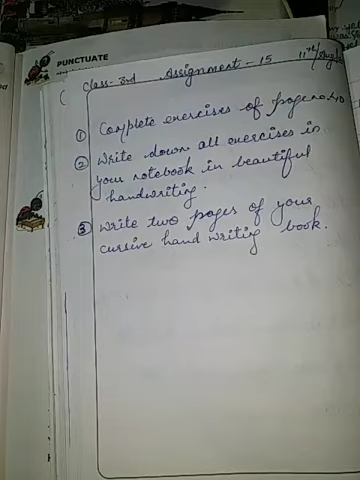 PUNCTUATE
Class-3rd Assignment-15 11th/
① Complete exercises of page no.
② Write down all exercises in
your notebook in beautiful
handwriting.
③ Write two pages of your
cursive hand writing book.